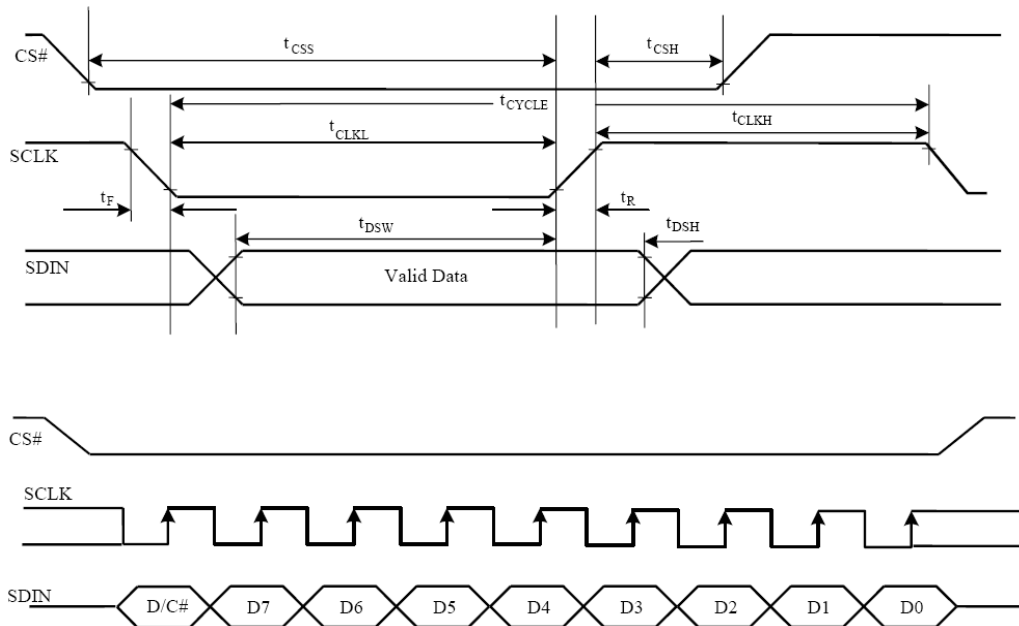 CS#
tCSS
tCSH
tCYCLE
tCLKL
tCLKH
SCLK
tF
tR
tDSW
tDSH
SDIN
Valid Data
CS#
SCLK
SDIN
D/C# D7 D6 D5 D4 D3 D2 D1 D0